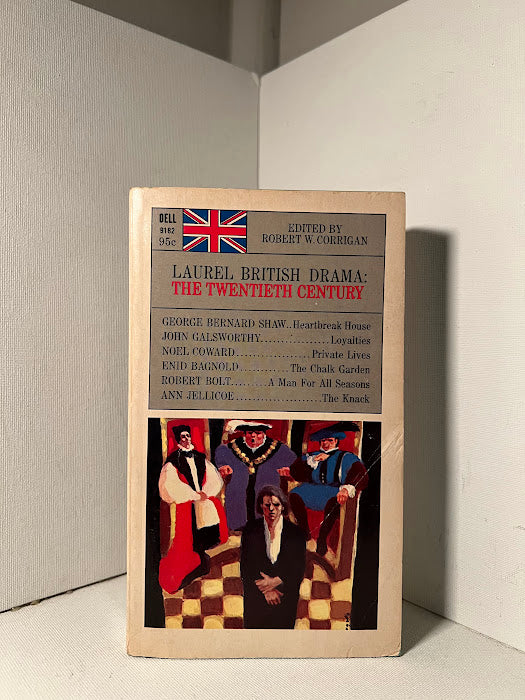 DELL
9182
95c
EDITED BY
ROBERT W. CORRIGAN
LAUREL BRITISH DRAMA:
THE TWENTIETH CENTURY
GEORGE BERNARD SHAW..Heartbreak House
JOHN GALSWORTHY...............Loyalties
NOEL COWARD.................Private Lives
ENID BAGNOLD...........The Chalk Garden
ROBERT BOLT........A Man For All Seasons
ANN JELLICOE...................The Knack